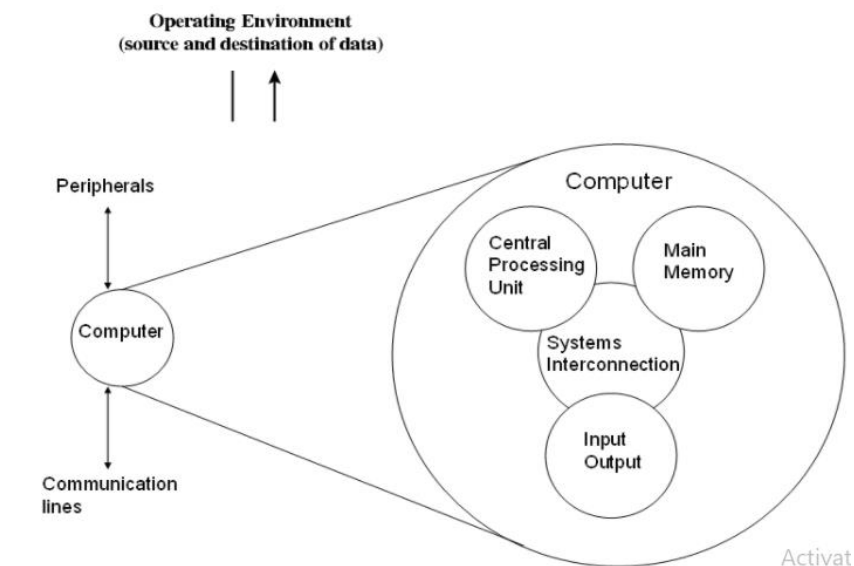 Operating Environment
(source and destination of data)
Peripherals
Computer
Communication
lines
Computer
Central
Processing
Unit
Main
Memory
Systems
Interconnection
Input
Output
Activat